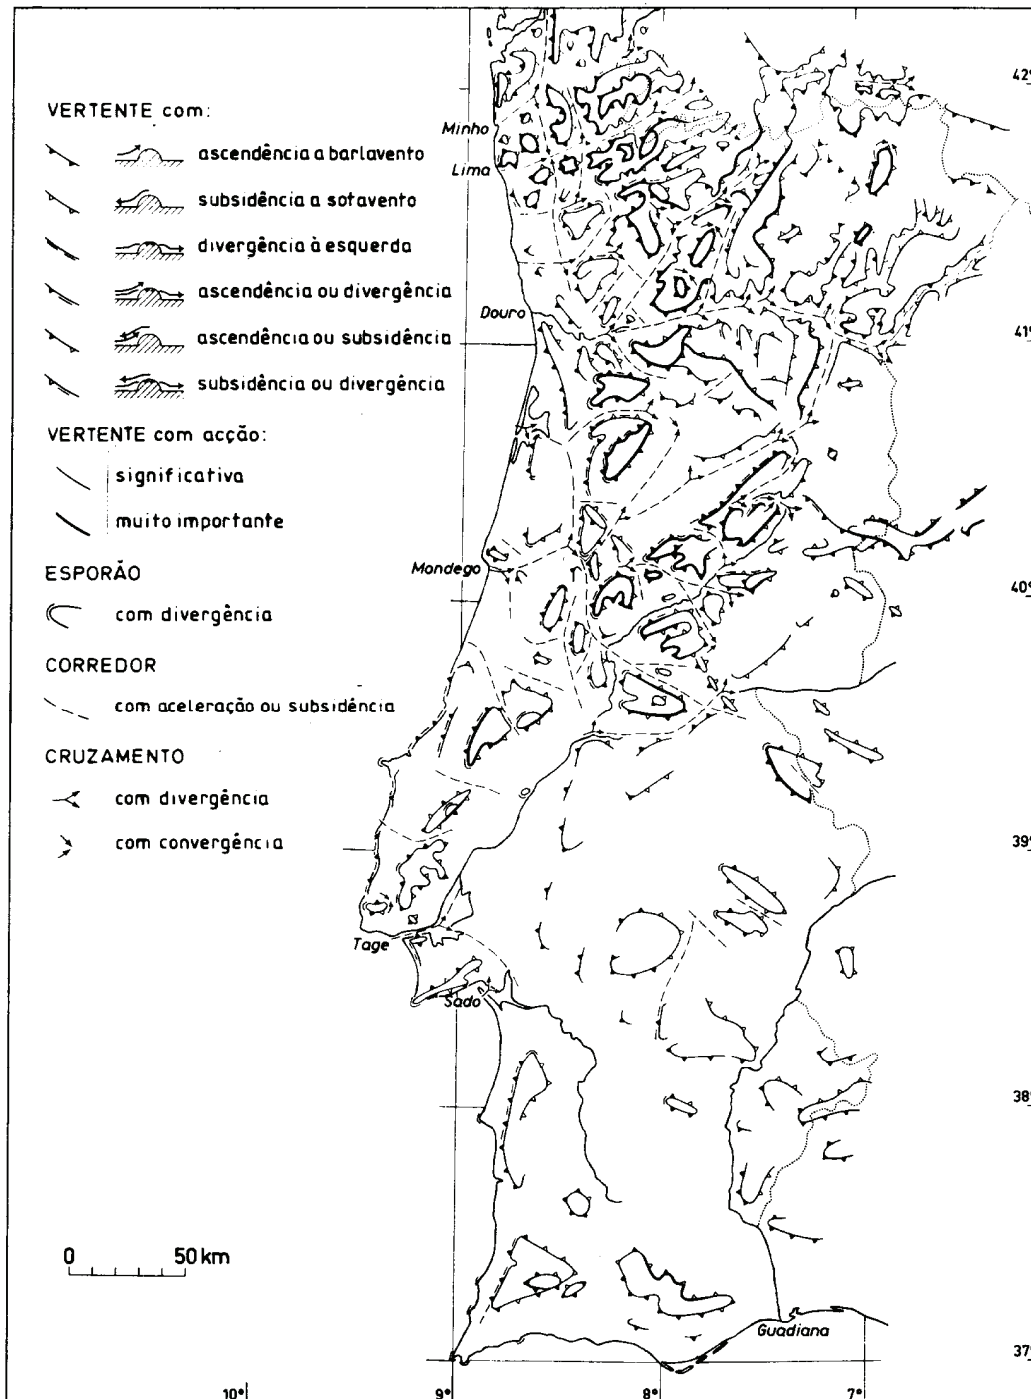 VERTENTE com:
ascendência a barlavento
subsidência a sotavento
divergência à esquerda
ascendência ou divergência
ascendência ou subsidência
subsidência ou divergência
VERTENTE com acção:
significativa
muito importante
ESPORÃO
com divergência
CORREDOR
com aceleração ou subsidência
CRUZAMENTO
com divergência
com convergência
0 50 km
Minho
Lima
Douro
Mondego
Tage
Sado
Guadiana
42°
41°
40°
39°
38°
37°
10° 9° 8° 7°